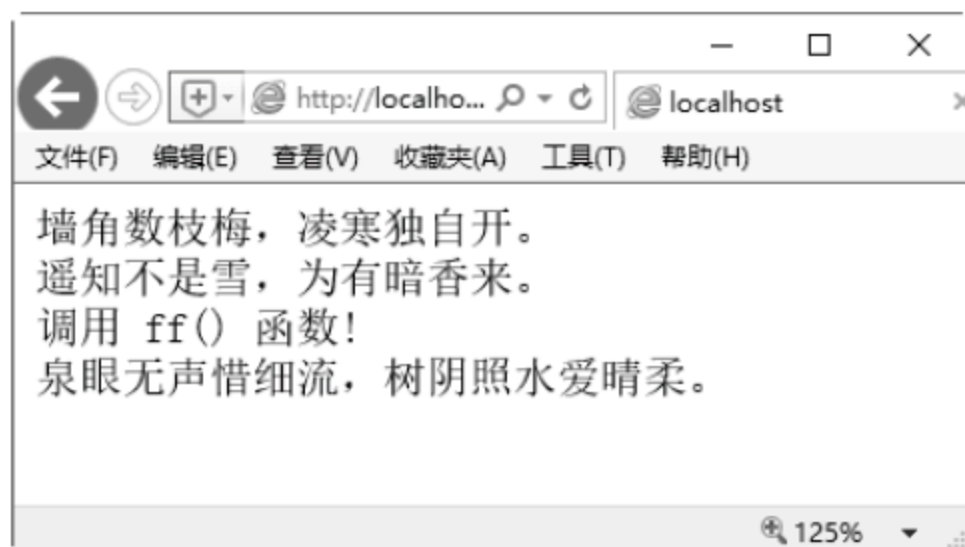 http://localho...
localhost
文件(F) 编辑(E) 查看(V) 收藏夹(A) 工具(T) 帮助(H)
墙角数枝梅，凌寒独自开。
遥知不是雪，为有暗香来。
调用 ff() 函数!
泉眼无声惜细流，树阴照水爱晴柔。
125%